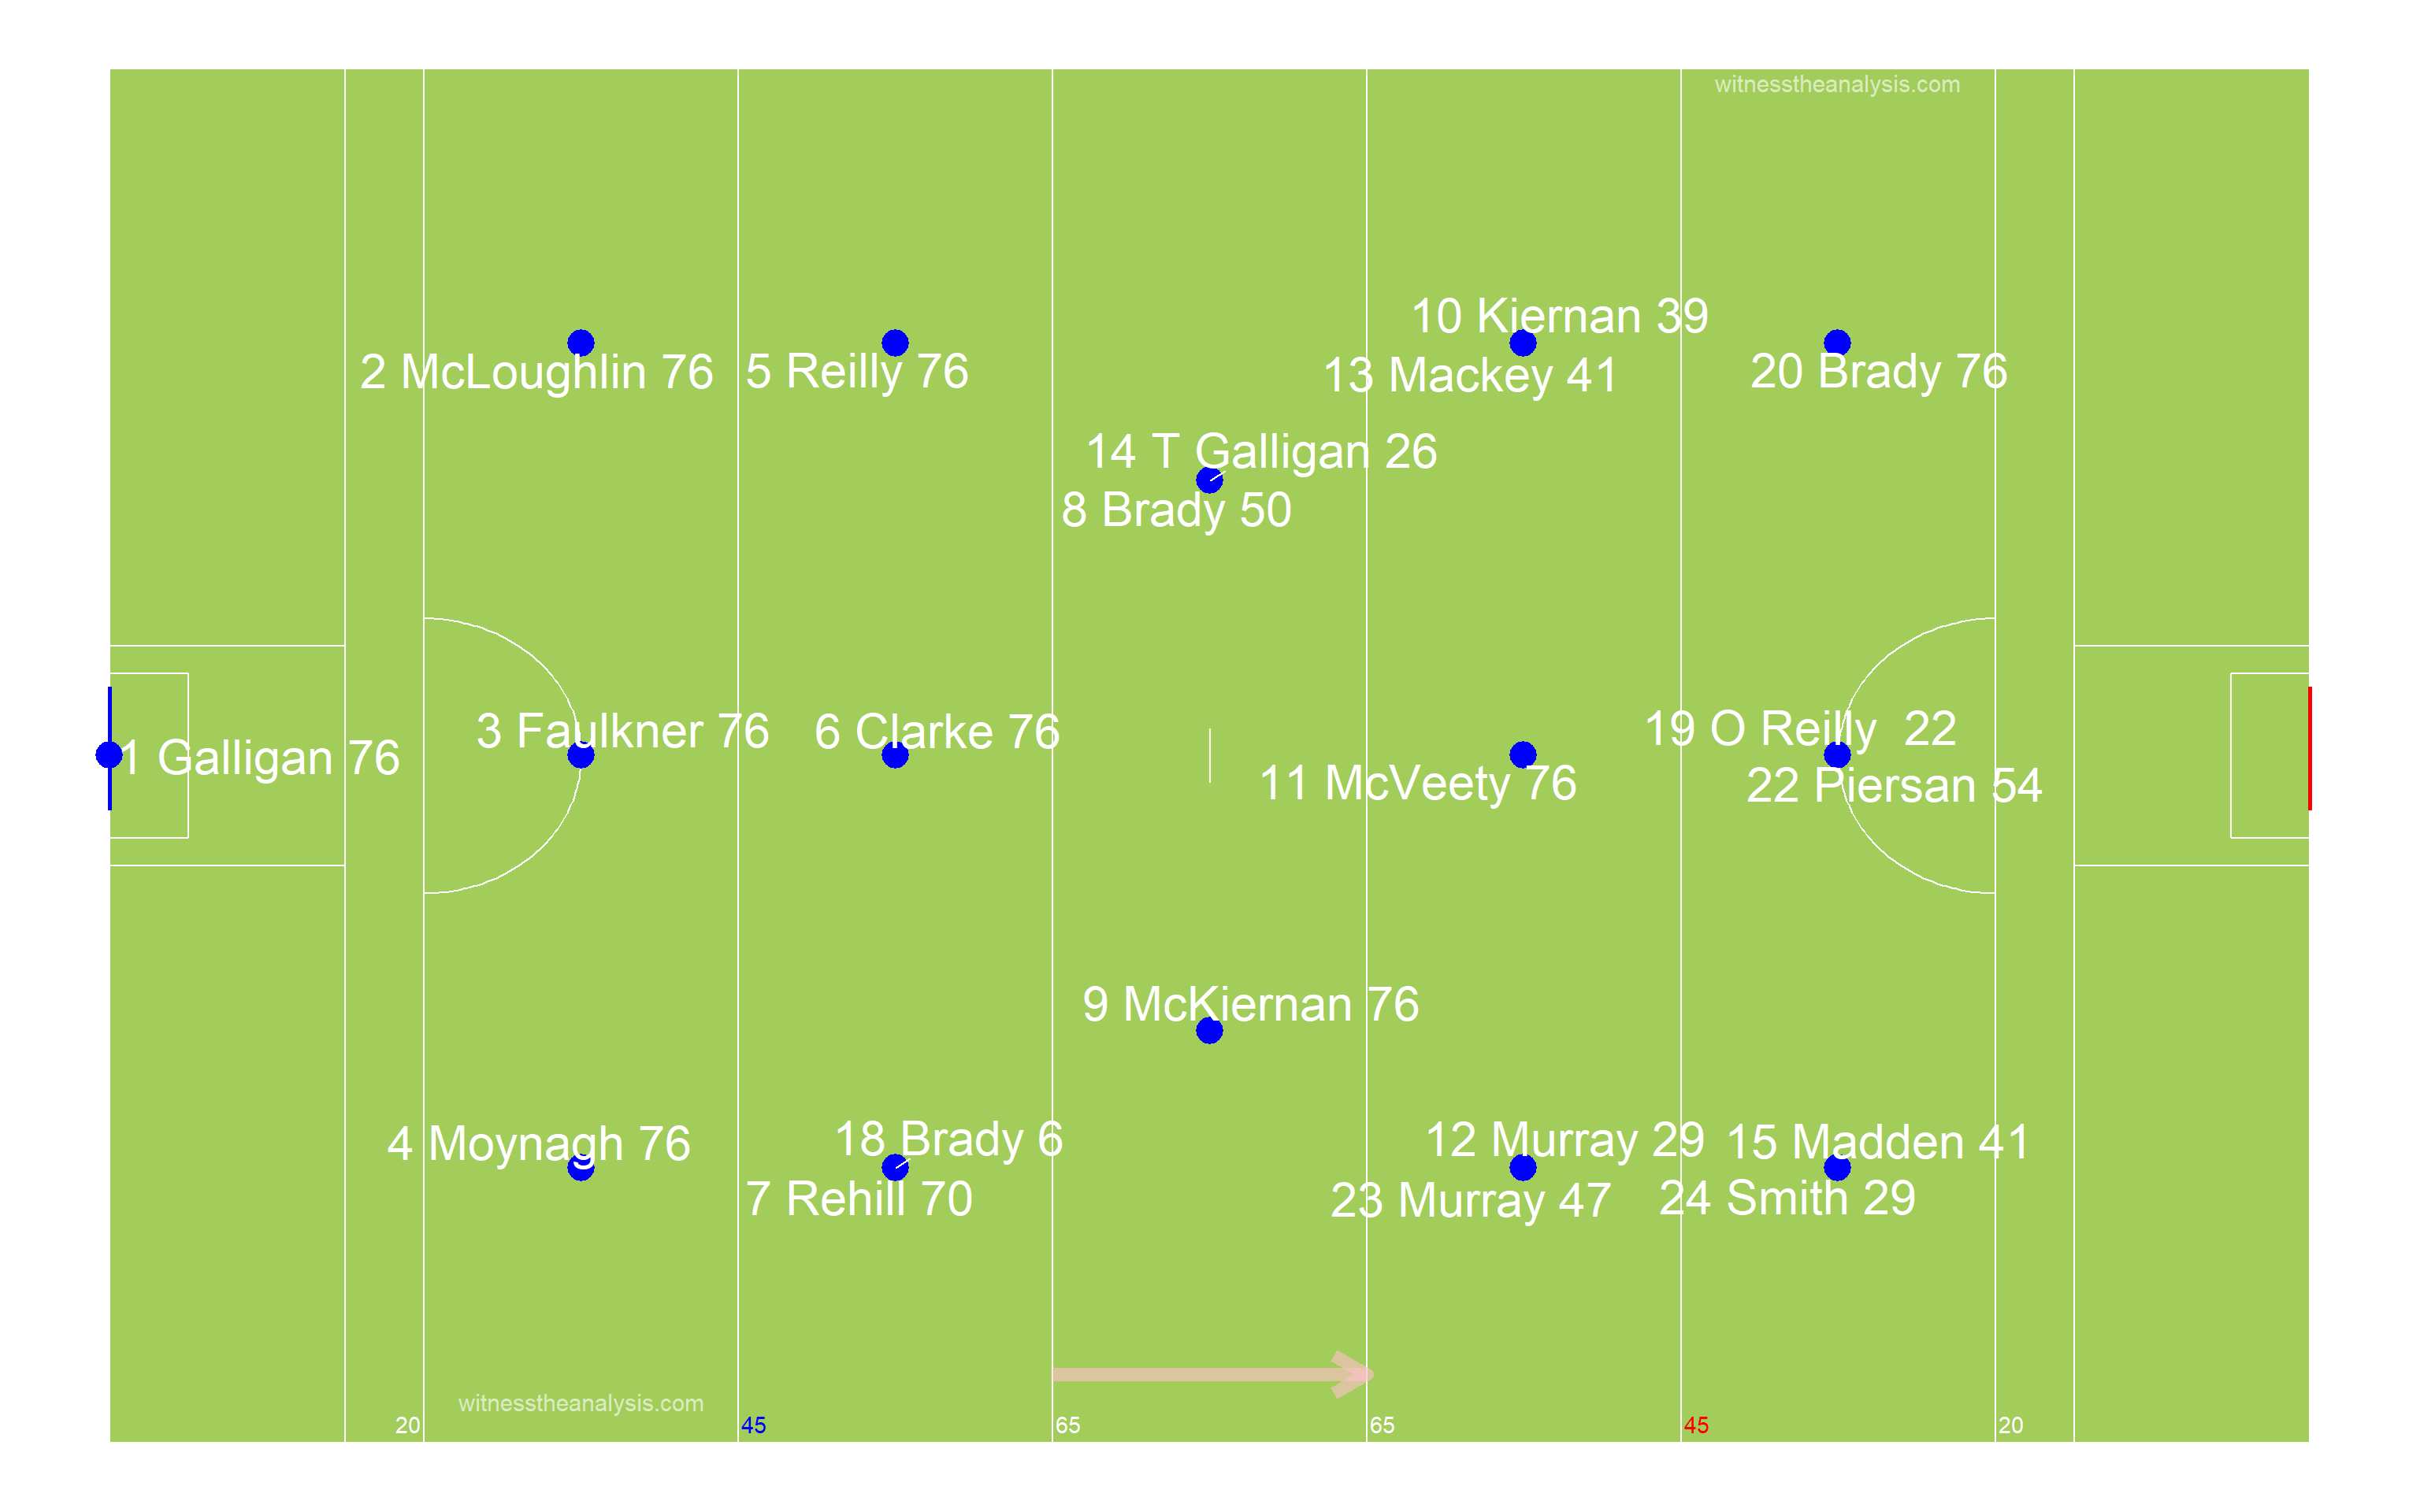 witnesstheanalysis.com
10 Kiernan 39
13 Mackey 41
2 McLoughlin 76
5 Reilly 76
20 Brady 76
14 T Galligan 26
8 Brady 50
1 Galligan 76
3 Faulkner 76
6 Clarke 76
11 McVeety 76
19 O Reilly 22
22 Piersan 54
9 McKiernan 76
4 Moynagh 76
18 Brady 6
7 Rehill 70
12 Murray 29
23 Murray 47
15 Madden 41
24 Smith 29
witnesstheanalysis.com
20
45
65
65
45
20